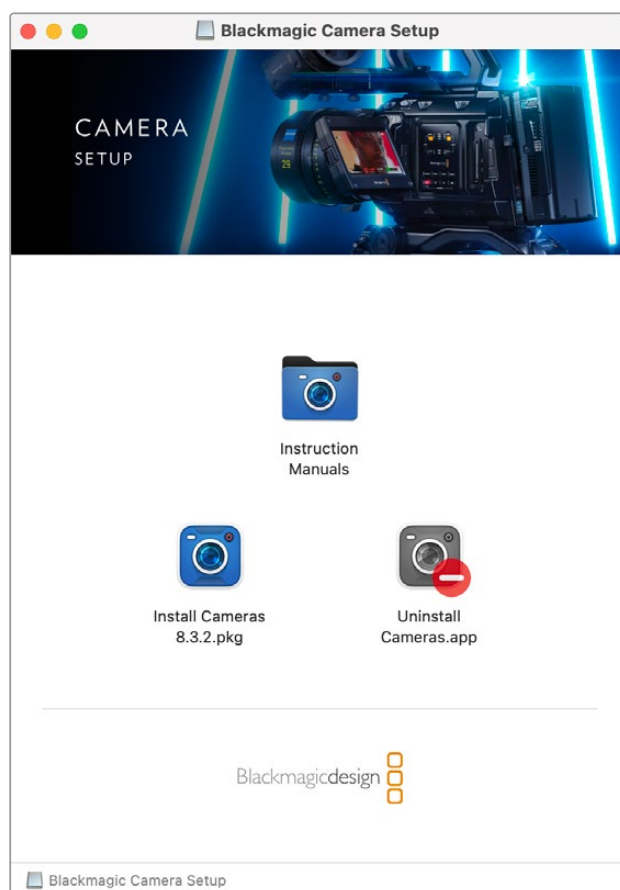 Blackmagic Camera Setup
CAMERA
SETUP
29
Instruction
Manuals
Install Cameras
8.3.2.pkg
Uninstall
Cameras.app
Blackmagicdesign
Blackmagic Camera Setup